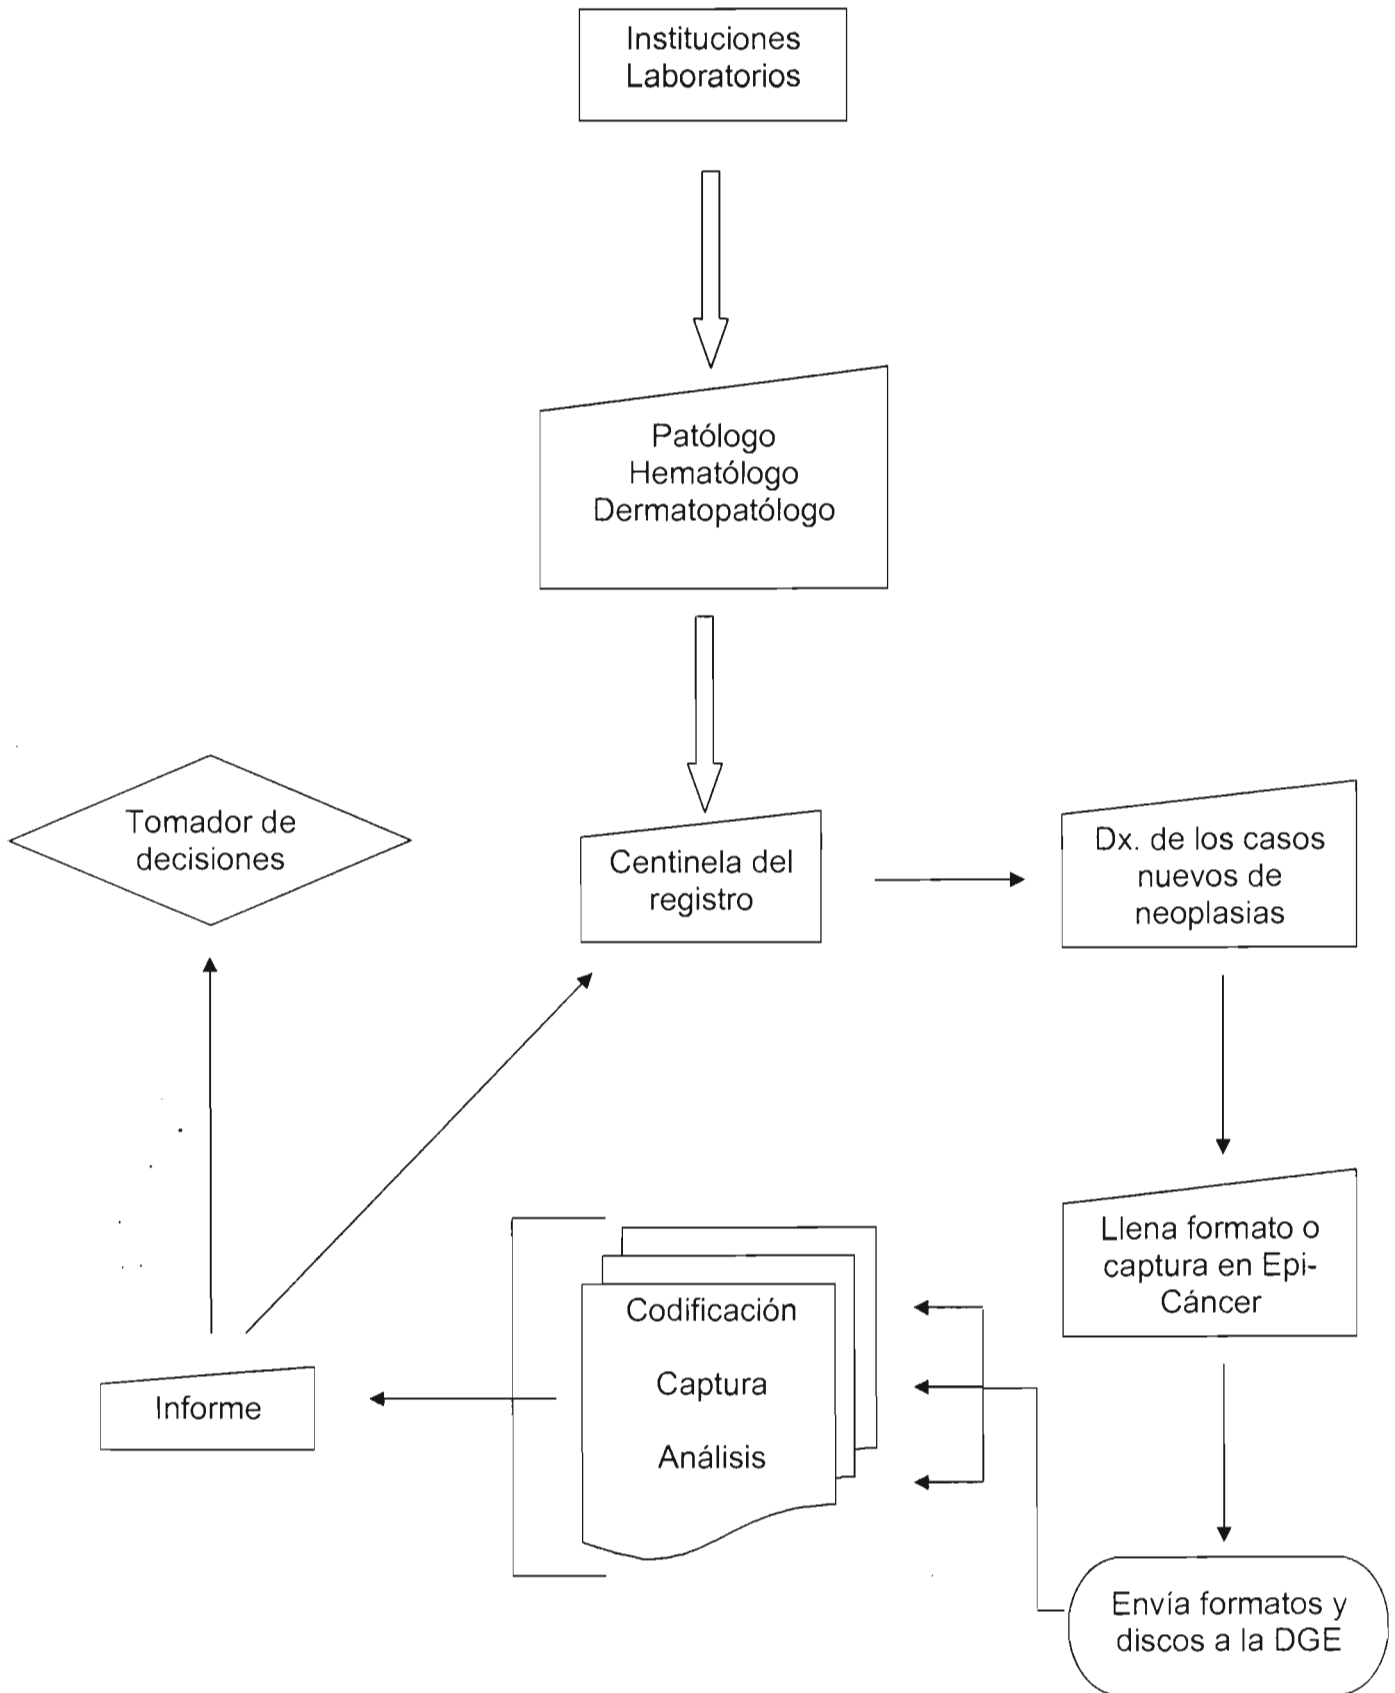 Instituciones
Laboratorios
Patólogo
Hematólogo
Dermatopatólogo
Tomador de
decisiones
Centinela del
registro
Dx. de los casos
nuevos de
neoplasias
Llena formato o
captura en Epi-
Cáncer
Codificación
Captura
Análisis
Informe
Envía formatos y
discos a la DGE